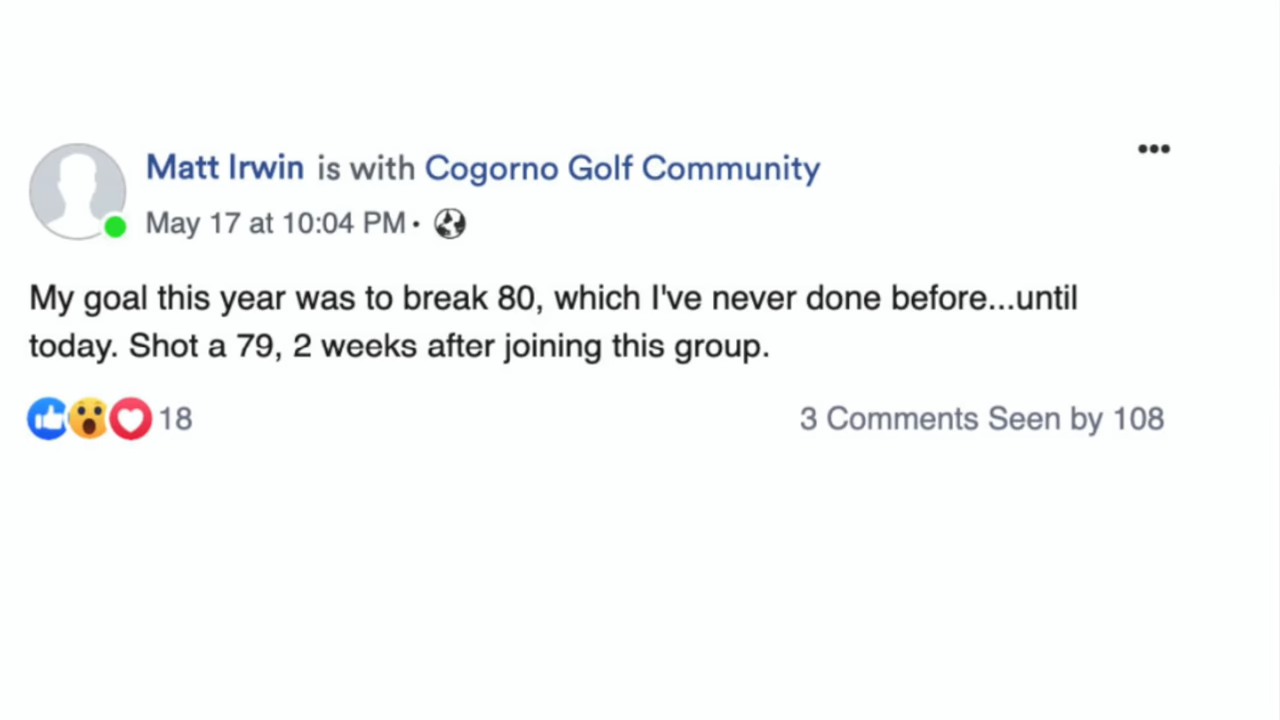 Matt Irwin is with Cogorno Golf Community
May 17 at 10:04 PM ·
My goal this year was to break 80, which I've never done before...until
today. Shot a 79, 2 weeks after joining this group.
18 3 Comments Seen by 108